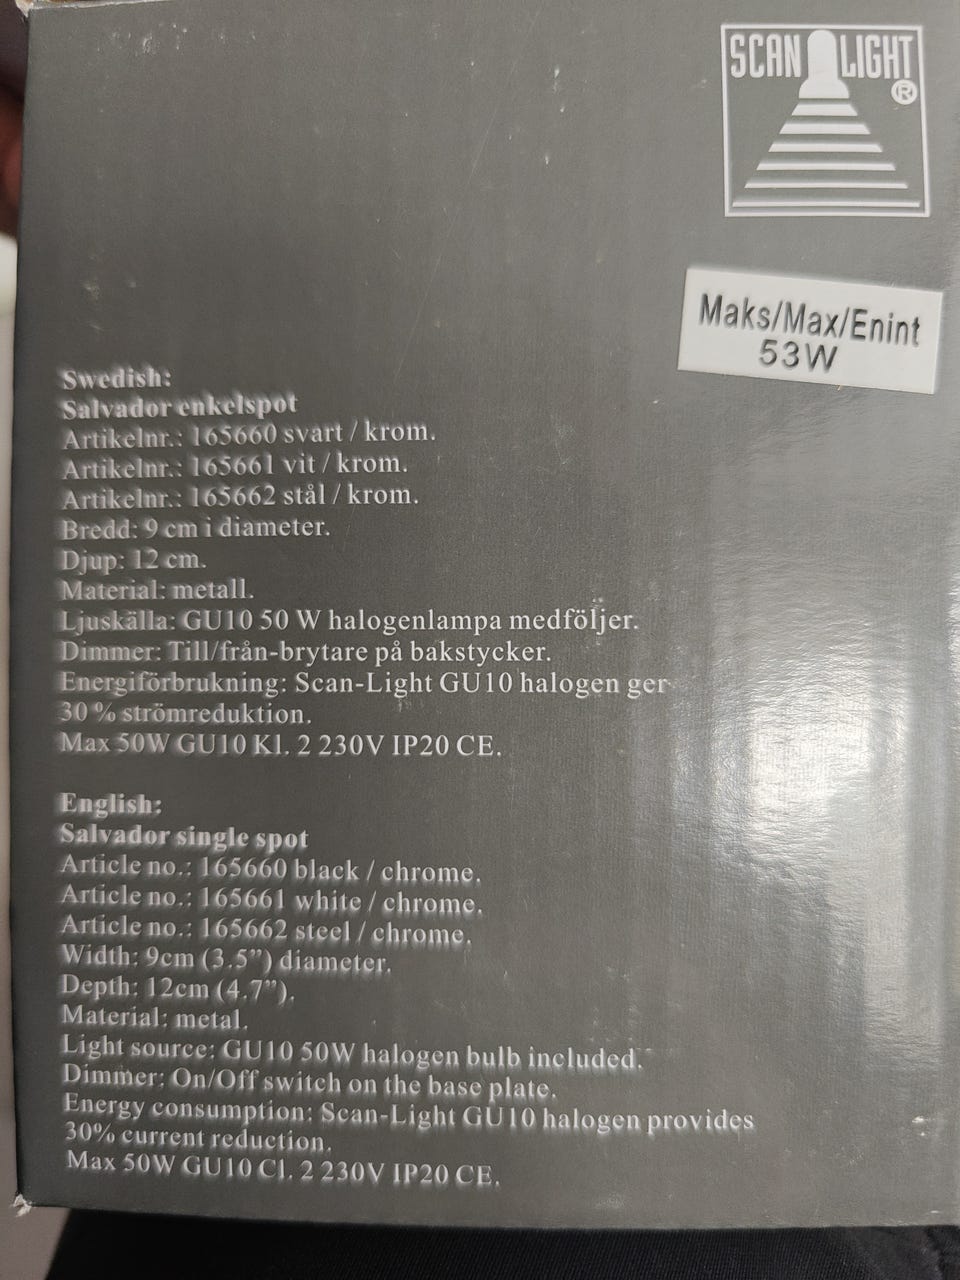 SCAN LIGHT ®
Maks/Max/Enint
53W
Swedish:
Salvador enkelspot
Artikelnr.: 165660 svart / krom.
Artikelnr.: 165661 vit / krom.
Artikelnr.: 165662 stål / krom.
Bredd: 9 cm i diameter.
Djup: 12 cm.
Material: metall.
Ljuskälla: GU10 50 W halogenlampa medföljer.
Dimmer: Till/från-brytare på bakstycker.
Energiförbrukning: Scan-Light GU10 halogen ger
30 % strömreduktion.
Max 50W GU10 Kl. 2 230V IP20 CE.
English:
Salvador single spot
Article no.: 165660 black / chrome.
Article no.: 165661 white / chrome.
Article no.: 165662 steel / chrome.
Width: 9cm (3.5”) diameter.
Depth: 12cm (4.7”).
Material: metal.
Light source: GU10 50W halogen bulb included.
Dimmer: On/Off switch on the base plate.
Energy consumption: Scan-Light GU10 halogen provides
30% current reduction.
Max 50W GU10 Cl. 2 230V IP20 CE.